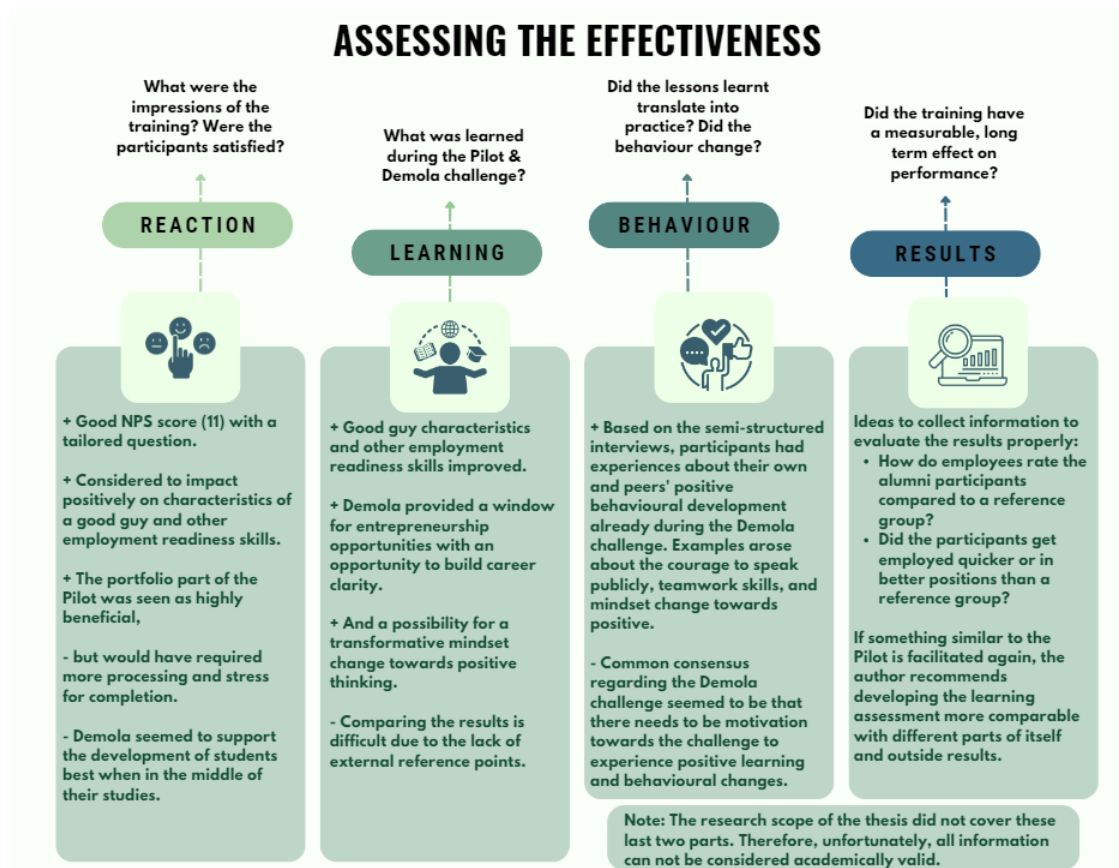 ASSESSING THE EFFECTIVENESS
What were the
impressions of the
training? Were the
participants satisfied?
REACTION
+ Good NPS score (11) with a
tailored question.
+ Considered to impact
positively on characteristics of
a good guy and other
employment readiness skills.
+ The portfolio part of the
Pilot was seen as highly
beneficial,
- but would have required
more processing and stress
for completion.
- Demola seemed to support
the development of students
best when in the middle of
their studies.
What was learned
during the Pilot &
Demola challenge?
LEARNING
+ Good guy characteristics
and other employment
readiness skills improved.
+ Demola provided a window
for entrepreneurship
opportunities with an
opportunity to build career
clarity.
+ And a possibility for a
transformative mindset
change towards positive
thinking.
- Comparing the results is
difficult due to the lack of
external reference points.
Did the lessons learnt
translate into
practice? Did the
behaviour change?
BEHAVIOUR
+ Based on the semi-structured
interviews, participants had
experiences about their own
and peers' positive
behavioural development
already during the Demola
challenge. Examples arose
about the courage to speak
publicly, teamwork skills, and
mindset change towards
positive.
- Common consensus
regarding the Demola
challenge seemed to be that
there needs to be motivation
towards the challenge to
experience positive learning
and behavioural changes.
Did the training have
a measurable, long
term effect on
performance?
RESULTS
Ideas to collect information to
evaluate the results properly:
• How do employees rate the
alumni participants
compared to a reference
group?
• Did the participants get
employed quicker or in
better positions than a
reference group?
If something similar to the
Pilot is facilitated again, the
author recommends
developing the learning
assessment more comparable
with different parts of itself
and outside results.
Note: The research scope of the thesis did not cover these
last two parts. Therefore, unfortunately, all information
can not be considered academically valid.